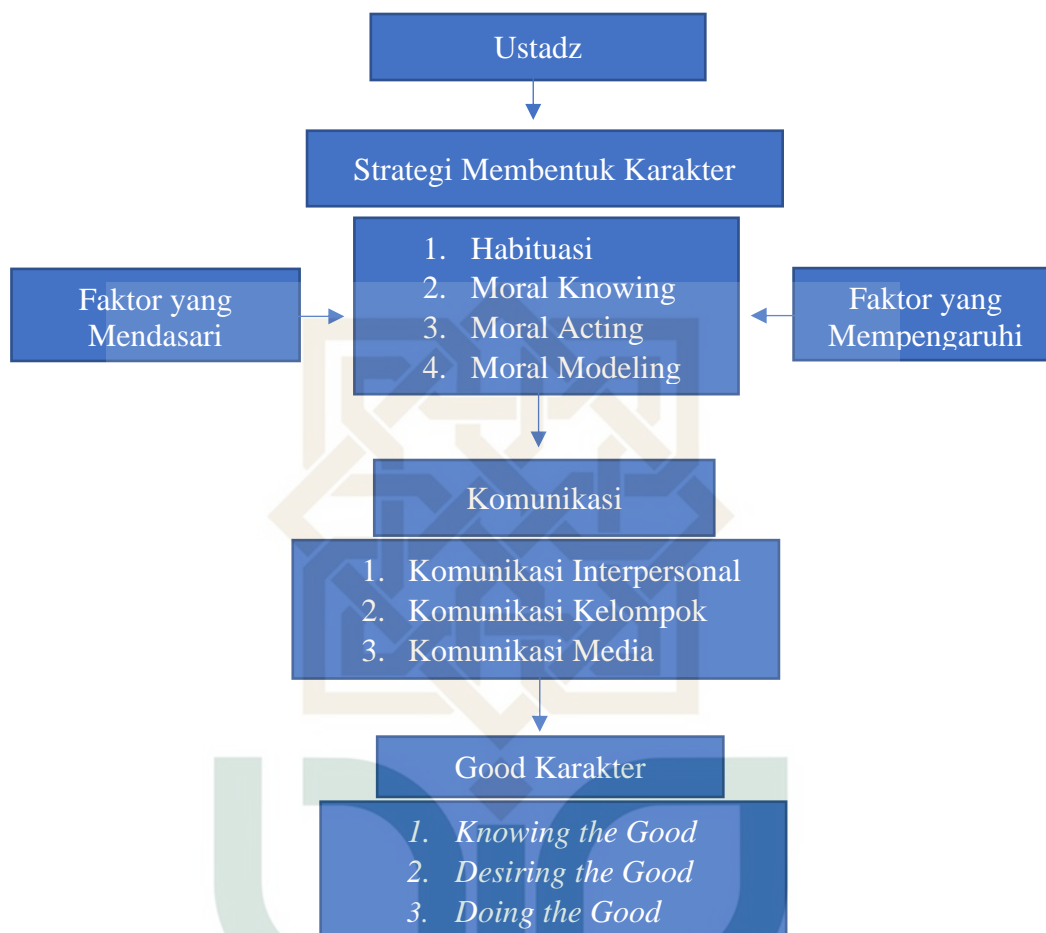 Ustadz
Strategi Membentuk Karakter
1. Habituasi
2. Moral Knowing
3. Moral Acting
4. Moral Modeling
Faktor yang
Mendasari
Faktor yang
Mempengaruhi
Komunikasi
1. Komunikasi Interpersonal
2. Komunikasi Kelompok
3. Komunikasi Media
Good Karakter
1. Knowing the Good
2. Desiring the Good
3. Doing the Good